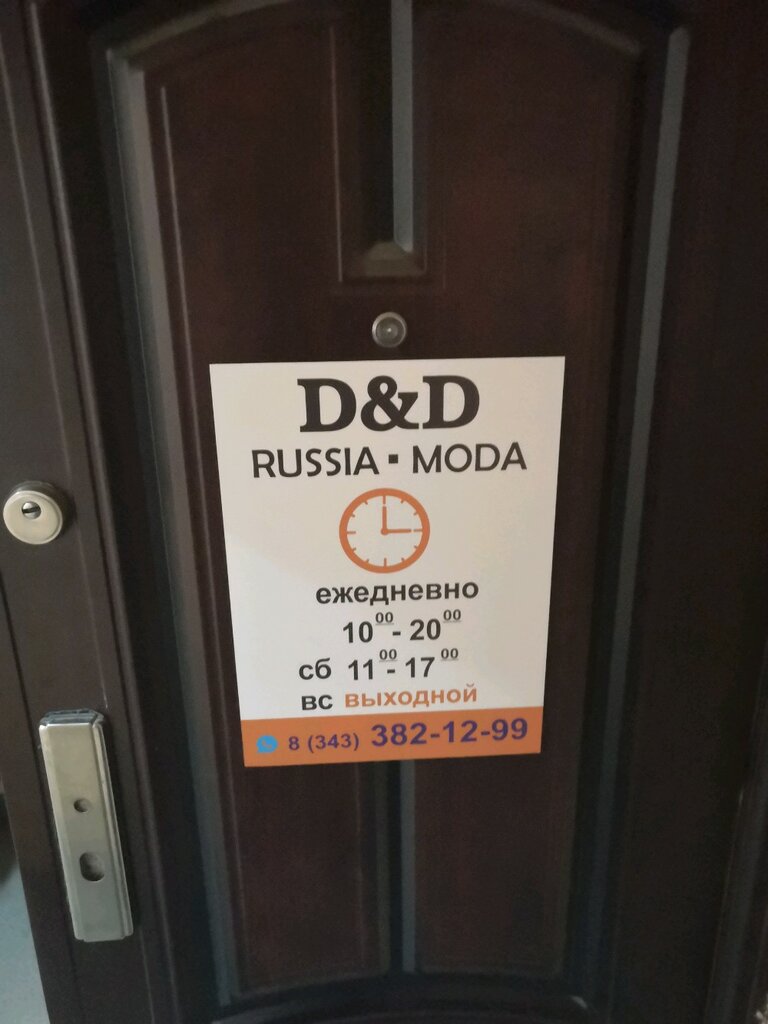 D&D
RUSSIA ▪ MODA
ежедневно
10⁰⁰ - 20⁰⁰
сб 11⁰⁰ - 17⁰⁰
вс выходной
8 (343) 382-12-99